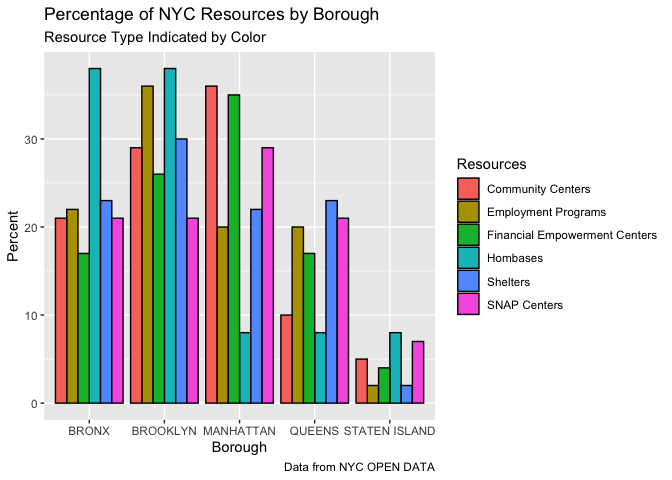 Percentage of NYC Resources by Borough
Resource Type Indicated by Color
Percent
30
20
10
0
BRONX BROOKLYN MANHATTAN QUEENS STATEN ISLAND
Borough
Data from NYC OPEN DATA
Resources
Community Centers
Employment Programs
Financial Empowerment Centers
Hombases
Shelters
SNAP Centers